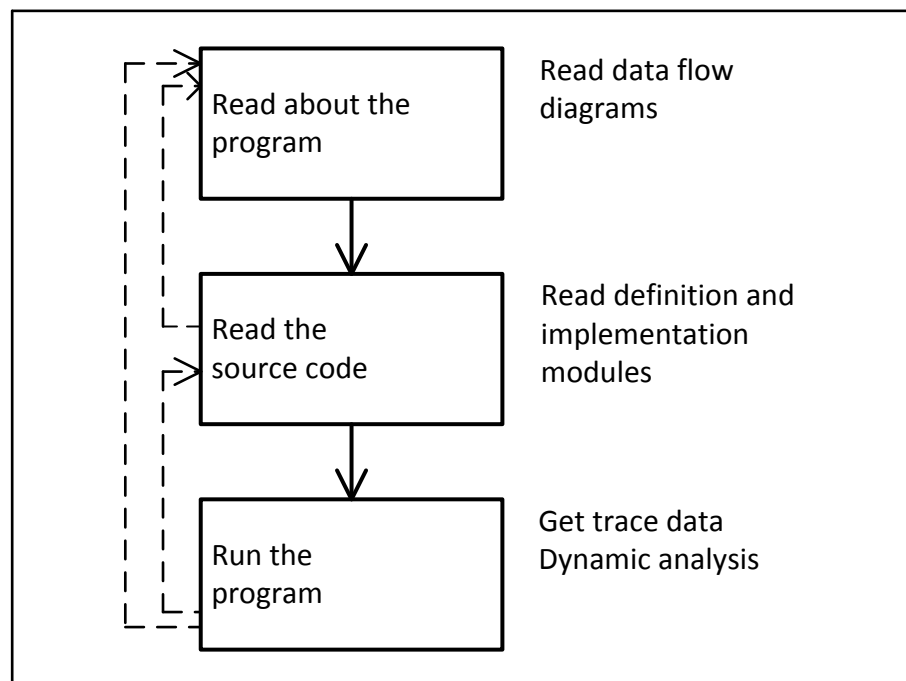 Read about the
program
Read data flow
diagrams
Read the
source code
Read definition and
implementation
modules
Run the
program
Get trace data
Dynamic analysis